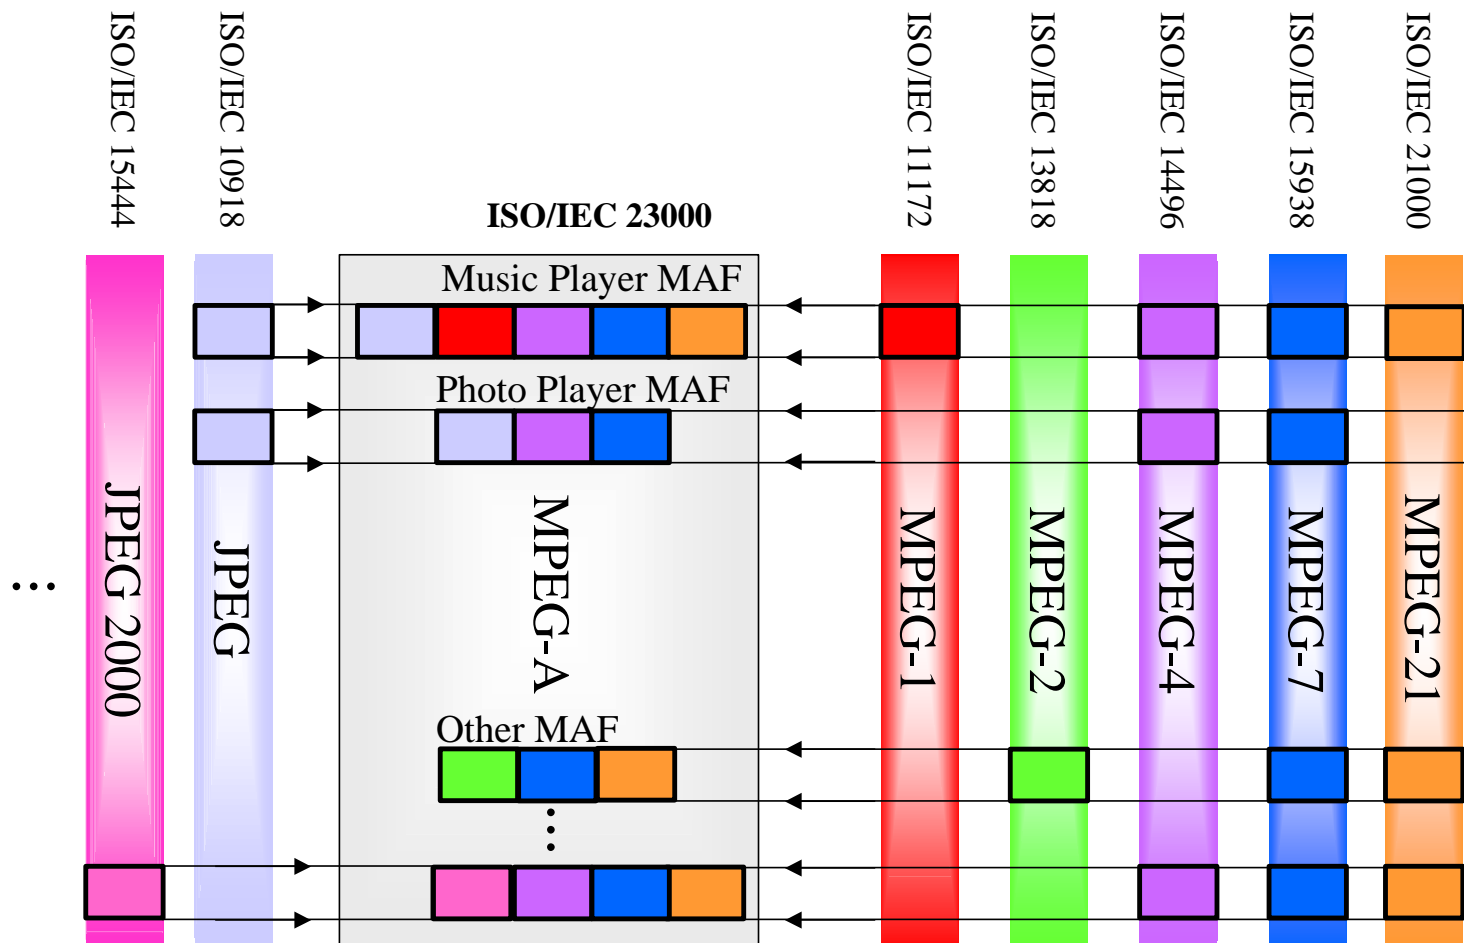 ISO/IEC 15444
ISO/IEC 10918
ISO/IEC 23000
ISO/IEC 11172
ISO/IEC 13818
ISO/IEC 14496
ISO/IEC 15938
ISO/IEC 21000
Music Player MAF
Photo Player MAF
...
JPEG 2000
JPEG
MPEG-A
MPEG-1
MPEG-2
MPEG-4
MPEG-7
MPEG-21
Other MAF
...